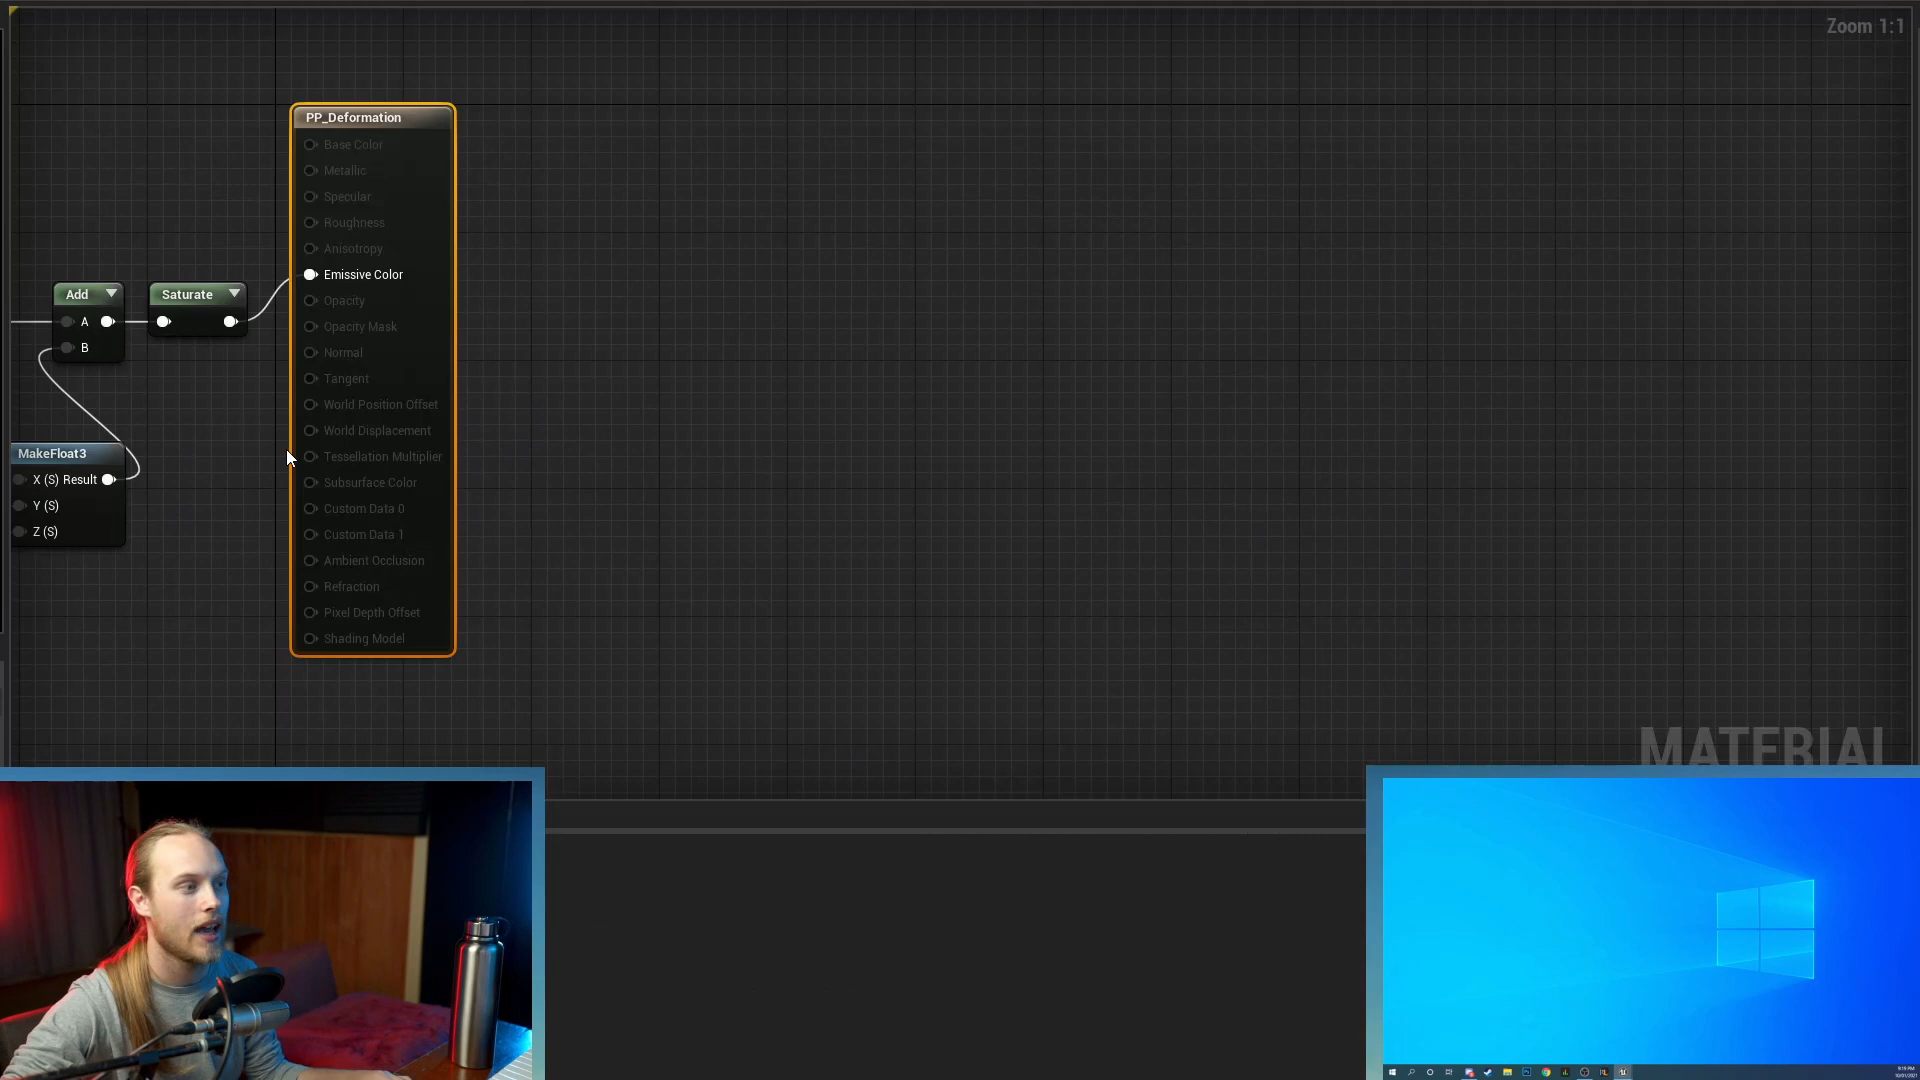 Zoom 1:1
PP_Deformation
Base Color
Metallic
Specular
Roughness
Anisotropy
Emissive Color
Opacity
Opacity Mask
Normal
Tangent
World Position Offset
World Displacement
Tessellation Multiplier
Subsurface Color
Custom Data 0
Custom Data 1
Ambient Occlusion
Refraction
Pixel Depth Offset
Shading Model
Add
A
B
Saturate
MakeFloat3
X (S) Result
Y (S)
Z (S)
MATERIAL